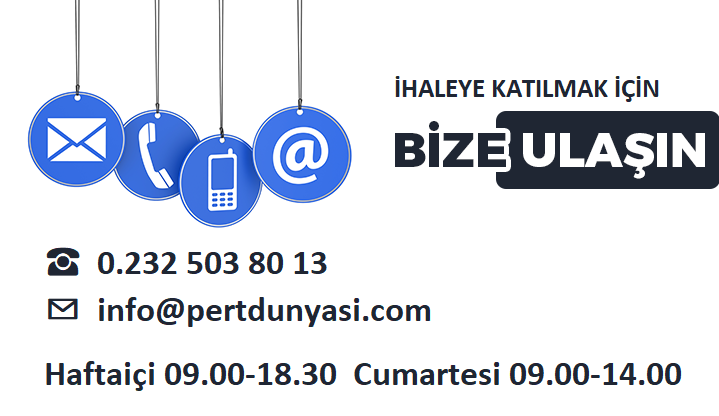 İHALEYE KATILMAK İÇİN
BİZE ULAŞIN
0.232 503 80 13
info@pertdunyasi.com
Haftaiçi 09.00-18.30 Cumartesi 09.00-14.00